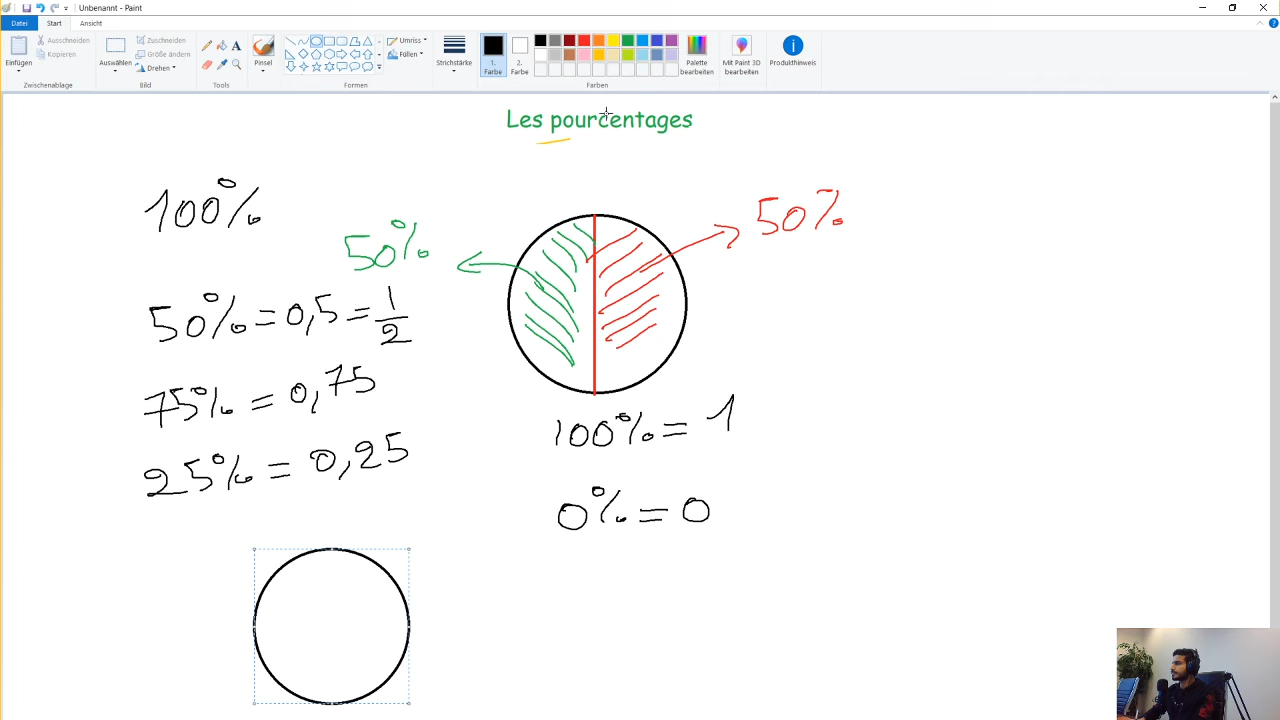 Unbenannt - Paint
Datei Start Ansicht
Einfügen
Ausschneiden
Kopieren
Zwischenablage
Auswählen
Zuschneiden
Größe ändern
Drehen
Bild
A
Tools
Pinsel
Umriss
Füllen
Formen
Strichstärke
1. Farbe
2. Farbe
Farben
Palette bearbeiten
Mit Paint 3D bearbeiten
Produkthinweis
Les pourcentages
100%
50%
50%
50% = 0,5 = 1/2
75% = 0,75
25% = 0,25
100% = 1
0% = 0